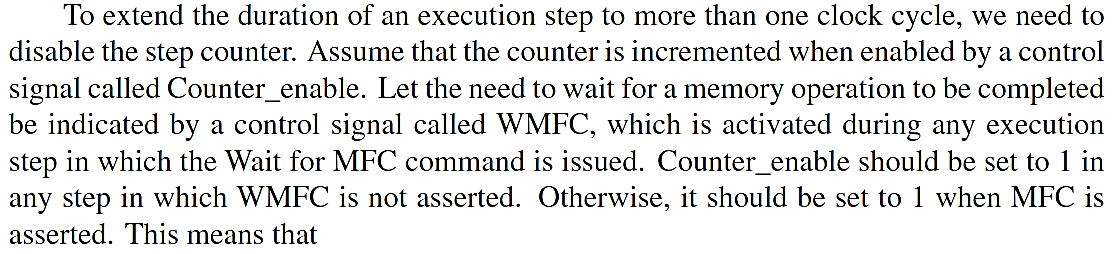 To extend the duration of an execution step to more than one clock cycle, we need to
disable the step counter. Assume that the counter is incremented when enabled by a control
signal called Counter_enable. Let the need to wait for a memory operation to be completed
be indicated by a control signal called WMFC, which is activated during any execution
step in which the Wait for MFC command is issued. Counter_enable should be set to 1 in
any step in which WMFC is not asserted. Otherwise, it should be set to 1 when MFC is
asserted. This means that